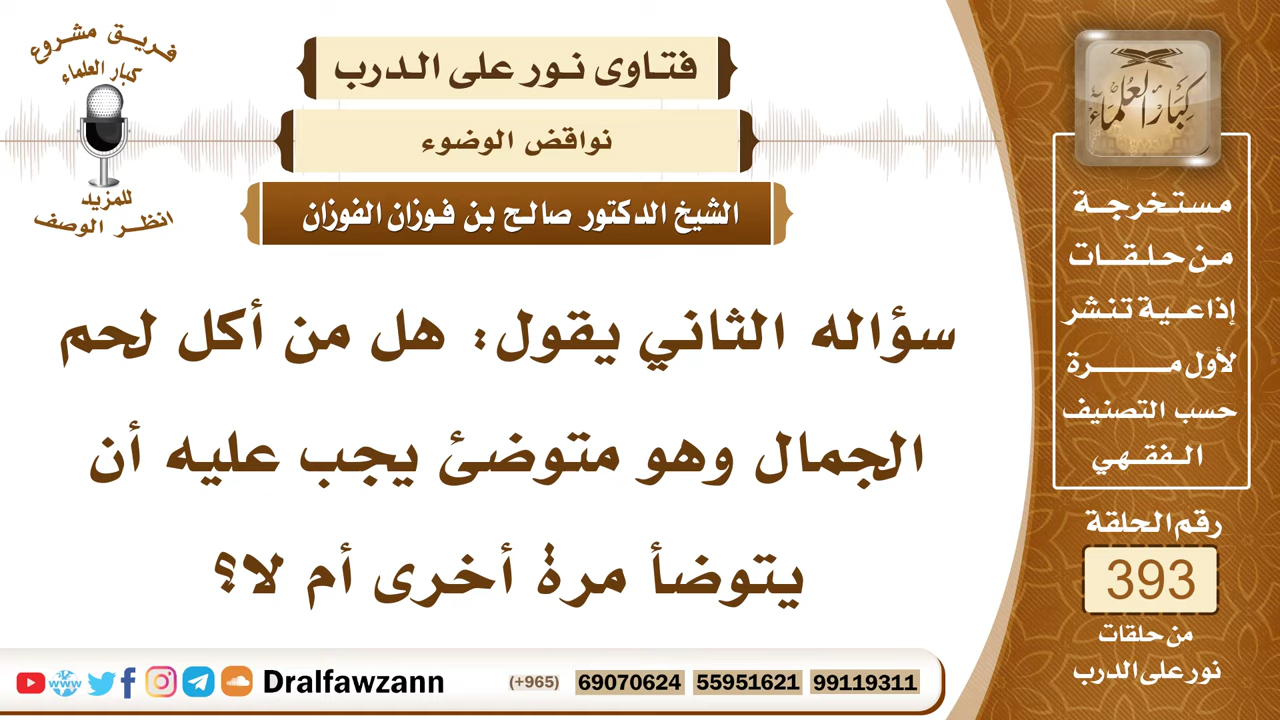 فريق مشروع
كبار العلماء
للمزيد
انظر الوصف
فتاوى نور على الدرب
نواقض الوضوء
الشيخ الدكتور صالح بن فوزان الفوزان
سؤاله الثاني يقول: هل من أكل لحم
الجمال وهو متوضئ يجب عليه أن
يتوضأ مرة أخرى أم لا؟
كبار العلماء
مستخرجة
من حلقات
إذاعية تنشر
لأول مرة
حسب التصنيف
الفقهي
رقم الحلقة
393
من حلقات
نور على الدرب
www Dralfawzann (+965) 69070624 55951621 99119311